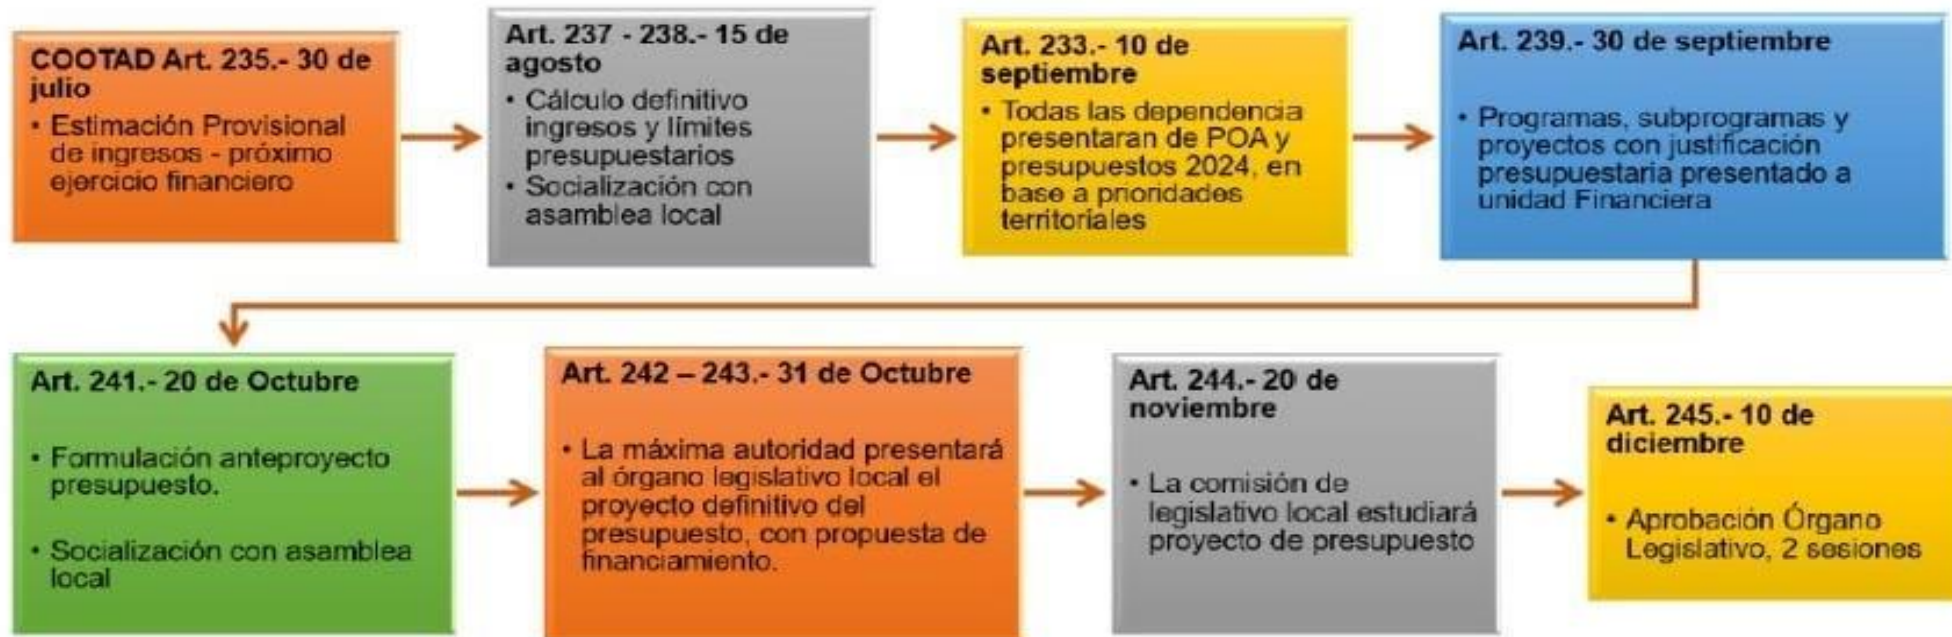 COOTAD Art. 235.- 30 de
julio
• Estimación Provisional
de ingresos - próximo
ejercicio financiero
Art. 237 - 238.- 15 de
agosto
• Cálculo definitivo
ingresos y límites
presupuestarios
• Socialización con
asamblea local
Art. 233.- 10 de
septiembre
• Todas las dependencia
presentaran de POA y
presupuestos 2024, en
base a prioridades
territoriales
Art. 239.- 30 de septiembre
• Programas, subprogramas y
proyectos con justificación
presupuestaria presentado a
unidad Financiera
Art. 241.- 20 de Octubre
• Formulación anteproyecto
presupuesto.
• Socialización con asamblea
local
Art. 242 – 243.- 31 de Octubre
• La máxima autoridad presentará
al órgano legislativo local el
proyecto definitivo del
presupuesto, con propuesta de
financiamiento.
Art. 244.- 20 de
noviembre
• La comisión de
legislativo local estudiará
proyecto de presupuesto
Art. 245.- 10 de
diciembre
• Aprobación Órgano
Legislativo, 2 sesiones